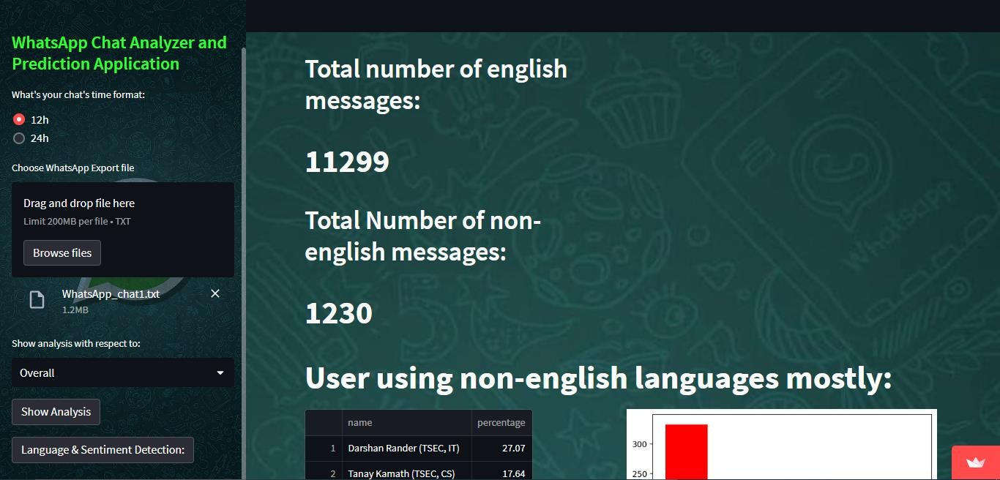 WhatsApp Chat Analyzer and
Prediction Application
What's your chat's time format:
12h
24h
Choose WhatsApp Export file
Drag and drop file here
Limit 200MB per file • TXT
Browse files
WhatsApp_chat1.txt
1.2MB
Show analysis with respect to:
Overall
Show Analysis
Language & Sentiment Detection:
Total number of english
messages:
11299
Total Number of non-
english messages:
1230
User using non-english languages mostly:
name percentage
1 Darshan Rander (TSEC, IT) 27.07
2 Tanay Kamath (TSEC, CS) 17.64
300
250
wow
Whatsapp